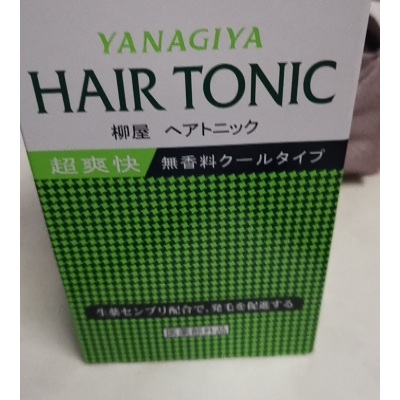 YANAGIYA
HAIR TONIC
柳屋 ヘアトニック
超爽快 無香料クールタイプ
生薬センブリ配合で、発毛を促進する
医薬部外品